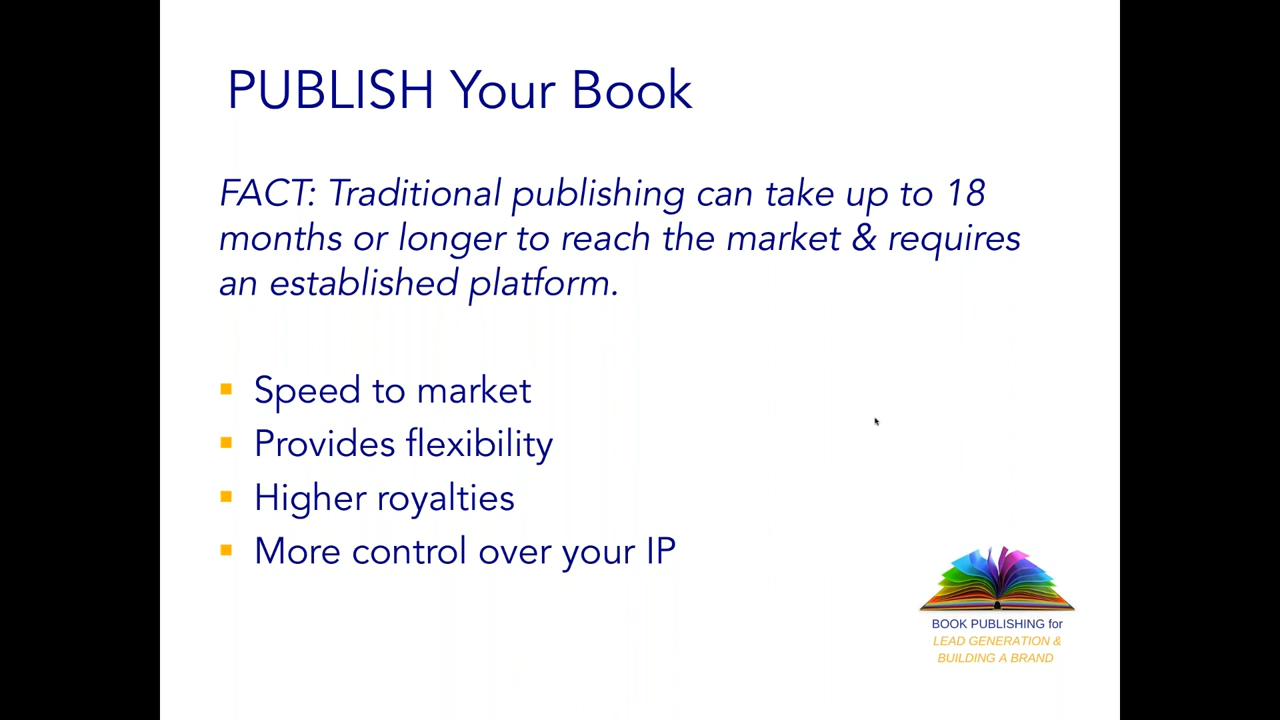 PUBLISH Your Book
FACT: Traditional publishing can take up to 18
months or longer to reach the market & requires
an established platform.
Speed to market
Provides flexibility
Higher royalties
More control over your IP
BOOK PUBLISHING for
LEAD GENERATION &
BUILDING A BRAND